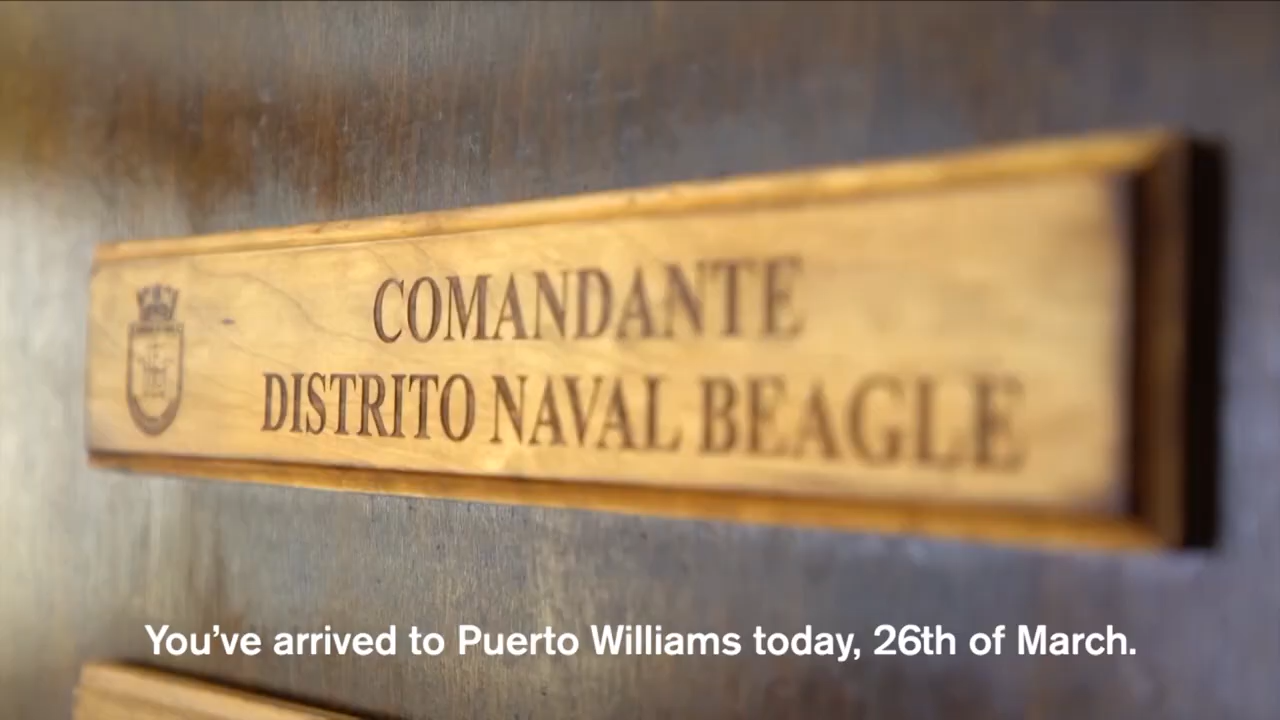 COMANDANTE
DISTRITO NAVAL BEAGLE
You've arrived to Puerto Williams today, 26th of March.